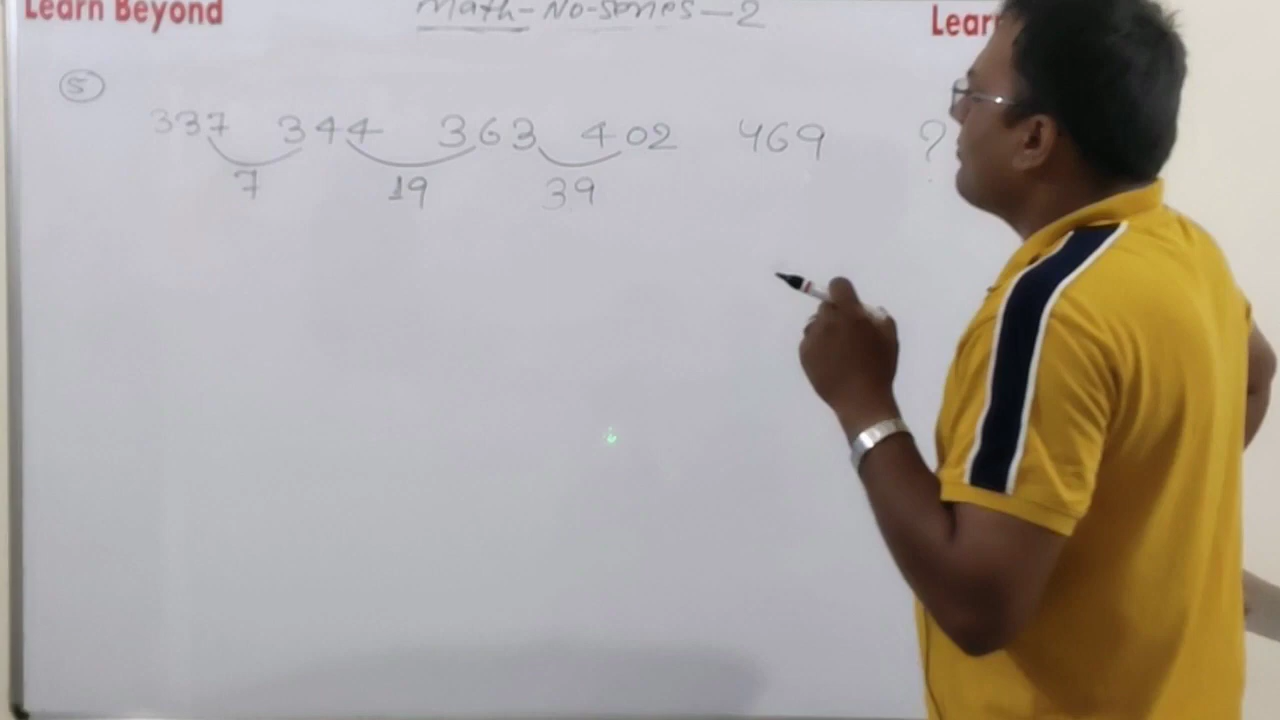 Learn Beyond
Math-No-series-2
Lear
5
337 344 363 402 469 ?
7 19 39